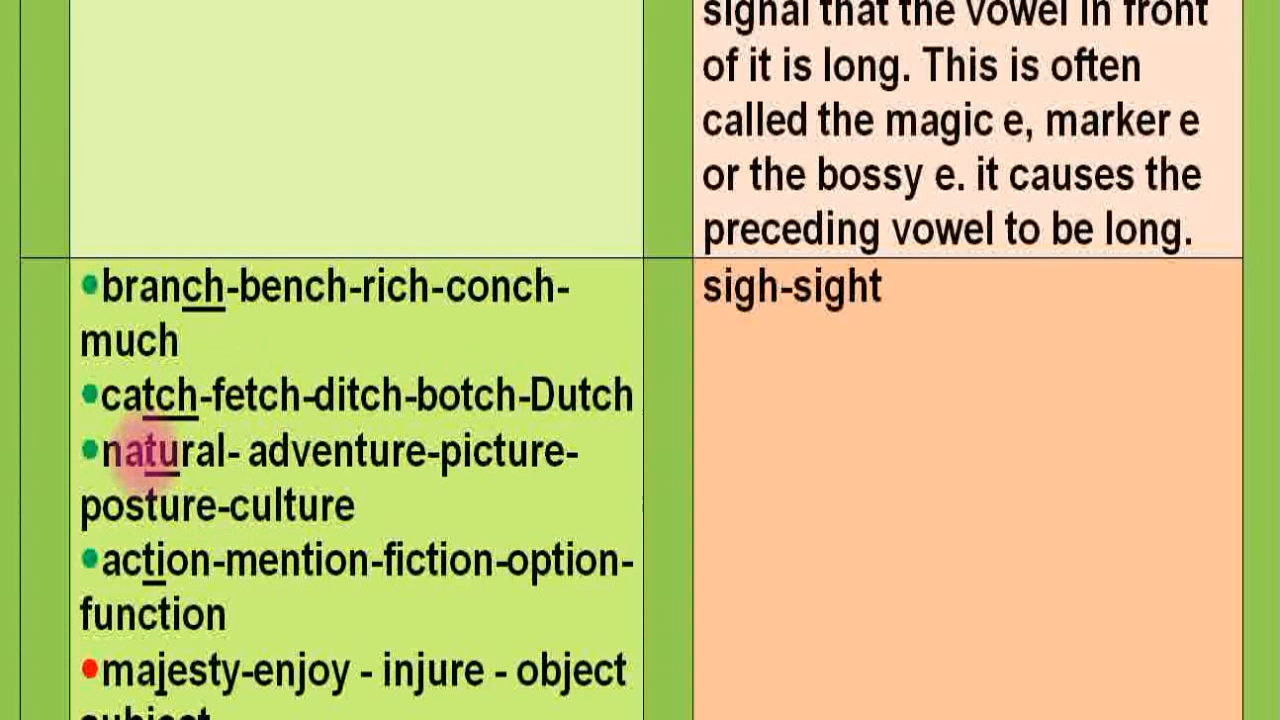 signal that the vowel in front
of it is long. This is often
called the magic e, marker e
or the bossy e. it causes the
preceding vowel to be long.
•branch-bench-rich-conch-
much
•catch-fetch-ditch-botch-Dutch
•natural- adventure-picture-
posture-culture
•action-mention-fiction-option-
function
•majesty-enjoy - injure - object
subject
sigh-sight